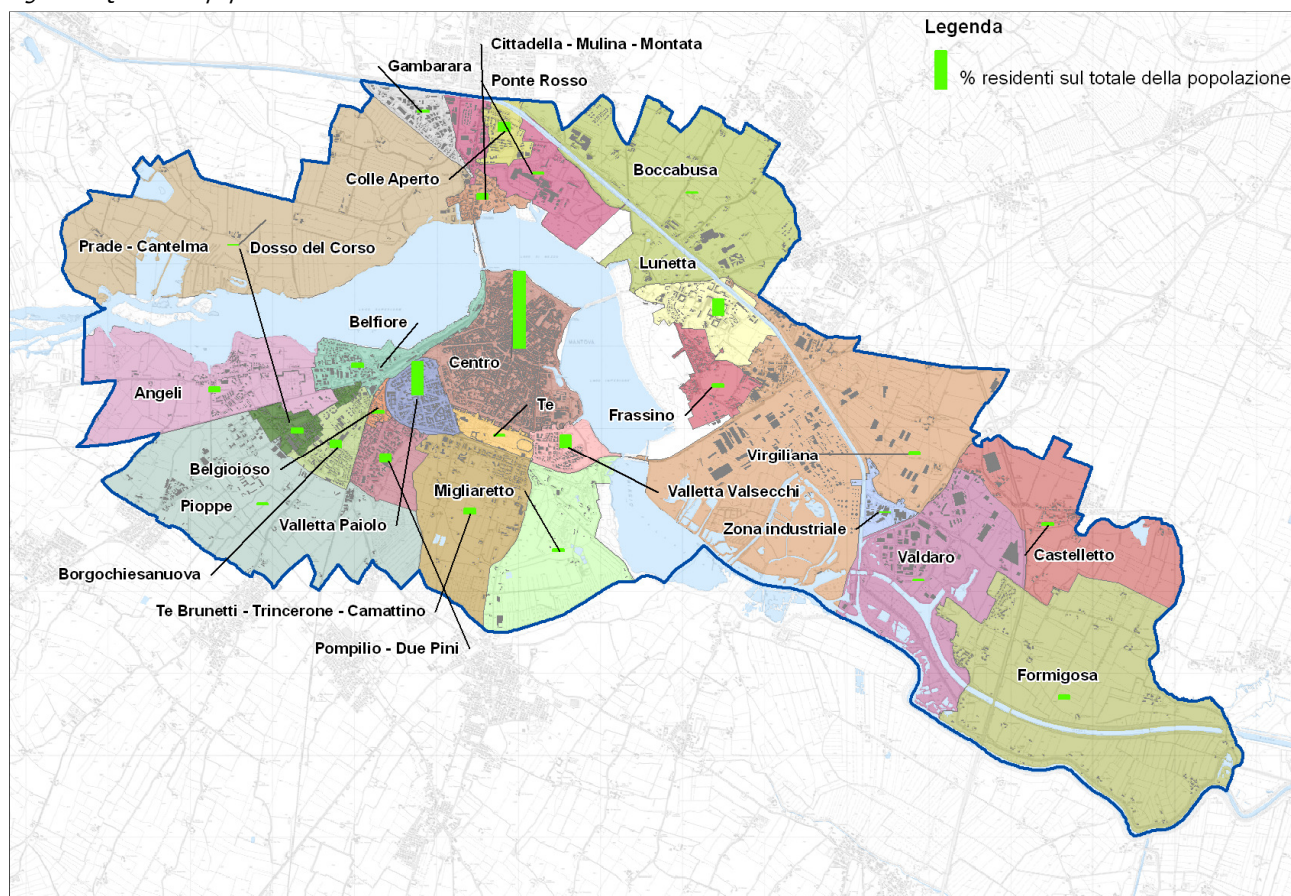 Legenda
% residenti sul totale della popolazione
Cittadella - Mulina - Montata
Gambarara
Ponte Rosso
Colle Aperto
Boccabusa
Prade - Cantelma
Dosso del Corso
Lunetta
Belfiore
Centro
Angeli
Te
Frassino
Belgioioso
Virgiliana
Pioppe
Migliaretto
Valletta Valsecchi
Valletta Paiolo
Zona industriale
Valdaro
Castelletto
Borgochiesanuova
Te Brunetti - Trincerone - Camattino
Pompilio - Due Pini
Formigosa